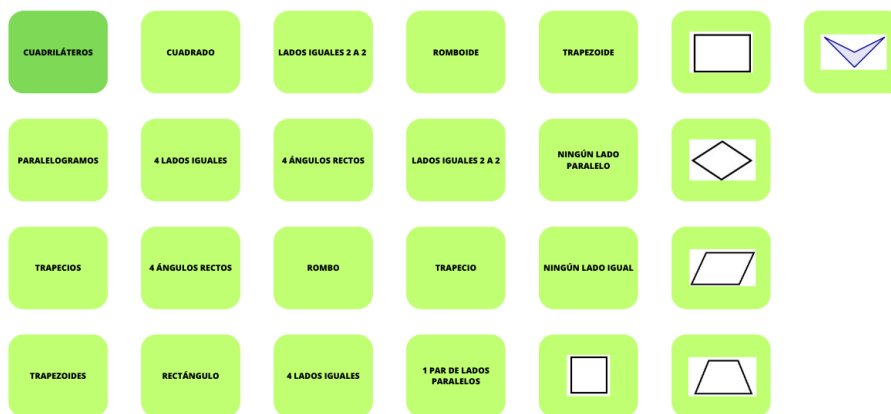 CUADRILÁTEROS
CUADRADO
LADOS IGUALES 2 A 2
ROMBOIDE
TRAPEZOIDE
PARALELOGRAMOS
4 LADOS IGUALES
4 ÁNGULOS RECTOS
LADOS IGUALES 2 A 2
NINGÚN LADO
PARALELO
TRAPECIOS
4 ÁNGULOS RECTOS
ROMBO
TRAPECIO
NINGÚN LADO IGUAL
TRAPEZOIDES
RECTÁNGULO
4 LADOS IGUALES
1 PAR DE LADOS
PARALELOS